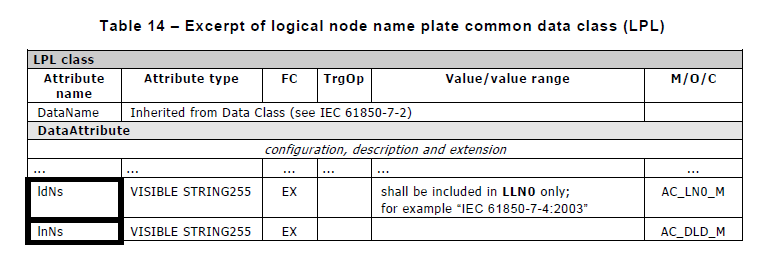 Table 14 – Excerpt of logical node name plate common data class (LPL)
LPL class
Attribute name Attribute type FC TrgOp Value/value range M/O/C
DataName Inherited from Data Class (see IEC 61850-7-2)
DataAttribute
configuration, description and extension
... ... ... ... ... ...
ldNs VISIBLE STRING255 EX shall be included in LLN0 only; AC_LN0_M
for example “IEC 61850-7-4:2003”
lnNs VISIBLE STRING255 EX AC_DLD_M